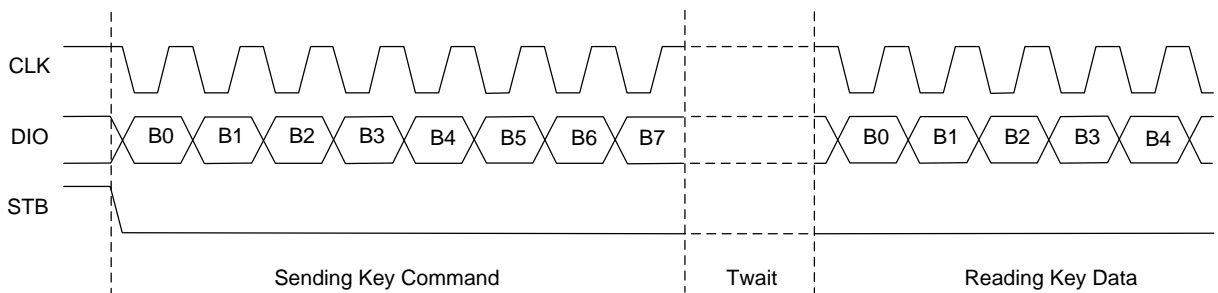 CLK
DIO B0 B1 B2 B3 B4 B5 B6 B7 B0 B1 B2 B3 B4
STB
Sending Key Command Twait Reading Key Data